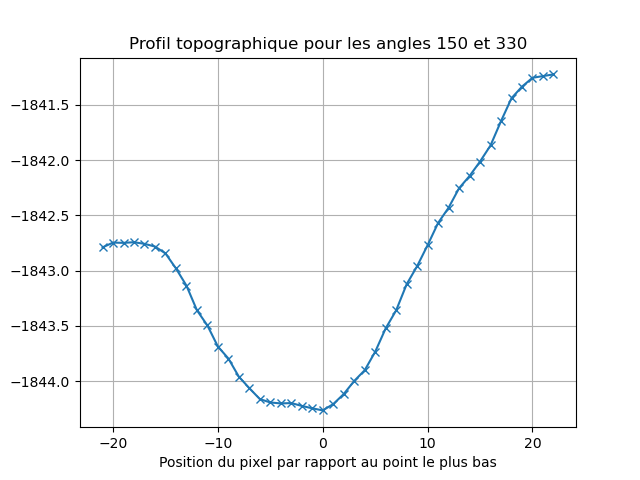 Profil topographique pour les angles 150 et 330
−1841.5
−1842.0
−1842.5
−1843.0
−1843.5
−1844.0
−20 −10 0 10 20
Position du pixel par rapport au point le plus bas